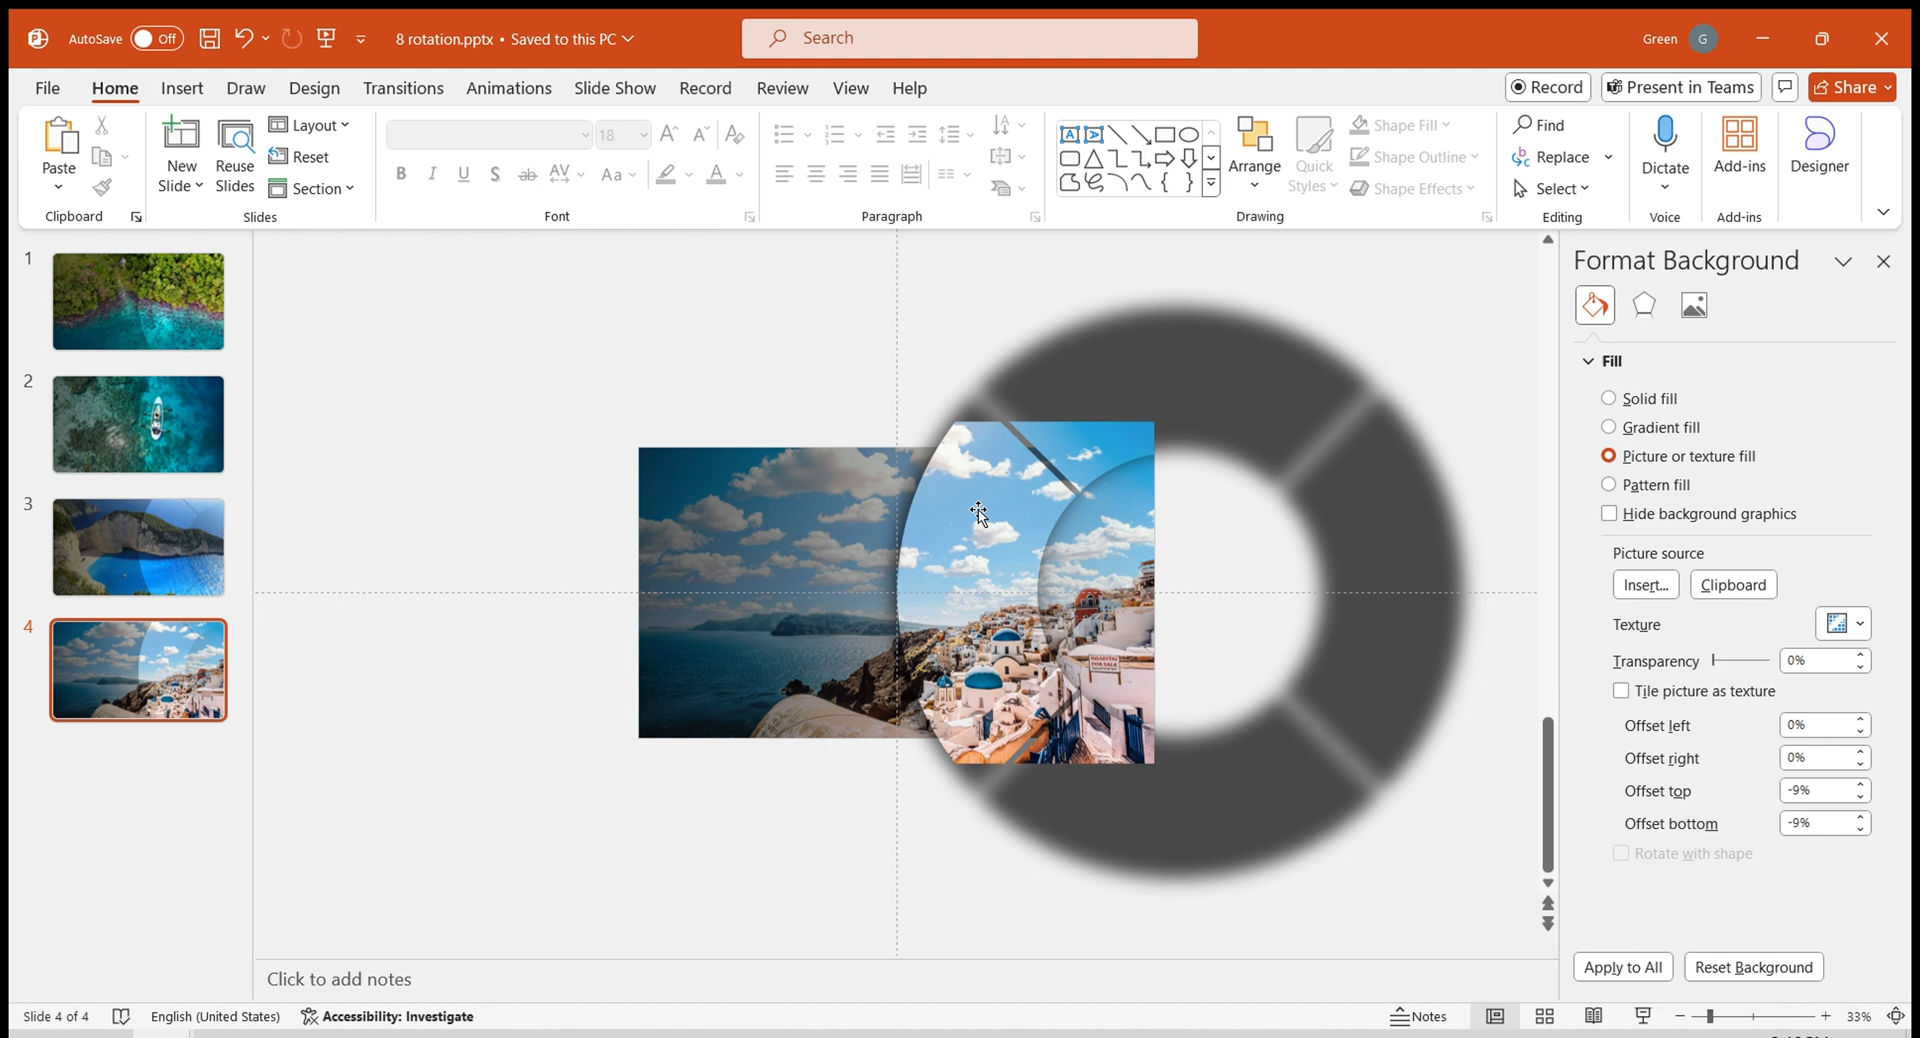 AutoSave Off 8 rotation.pptx • Saved to this PC Search Green G
File Home Insert Draw Design Transitions Animations Slide Show Record Review View Help Record Present in Teams Share
Paste
New Slide
Reuse Slides
Layout
Reset
Section
18
B I U S ab AV Aa A
Arrange
Quick Styles
Shape Fill
Shape Outline
Shape Effects
Find
Replace
Select
Dictate
Add-ins
Designer
Clipboard Slides Font Paragraph Drawing Editing Voice Add-ins
1
2
3
4
FOR SALE
Format Background
Fill
Solid fill
Gradient fill
Picture or texture fill
Pattern fill
Hide background graphics
Picture source
Insert... Clipboard
Texture
Transparency 0%
Tile picture as texture
Offset left 0%
Offset right 0%
Offset top -9%
Offset bottom -9%
Rotate with shape
Apply to All Reset Background
Click to add notes
Slide 4 of 4 English (United States) Accessibility: Investigate Notes 33%